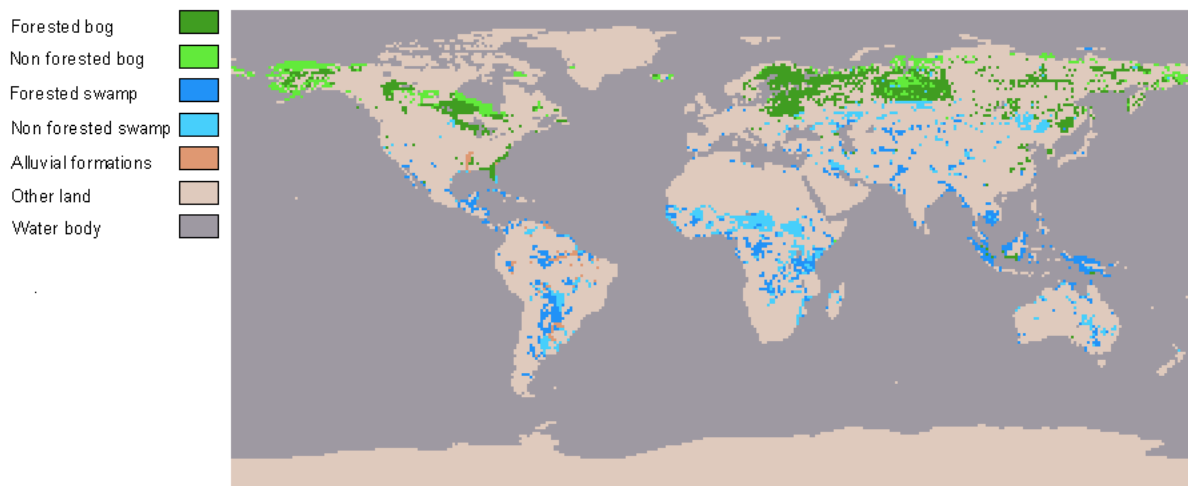 Forested bog
Non forested bog
Forested swamp
Non forested swamp
Alluvial formations
Other land
Water body
.